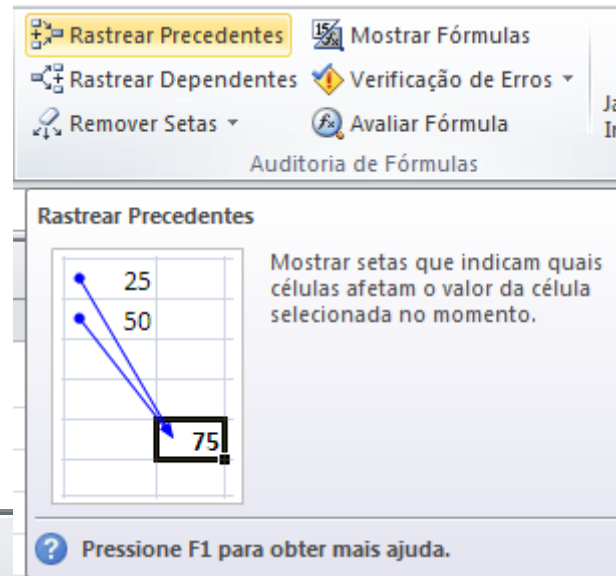 Rastrear Precedentes
Mostrar Fórmulas
Rastrear Dependentes
Verificação de Erros
Remover Setas
Avaliar Fórmula
Auditoria de Fórmulas
Rastrear Precedentes
25
50
75
Mostrar setas que indicam quais
células afetam o valor da célula
selecionada no momento.
Pressione F1 para obter mais ajuda.